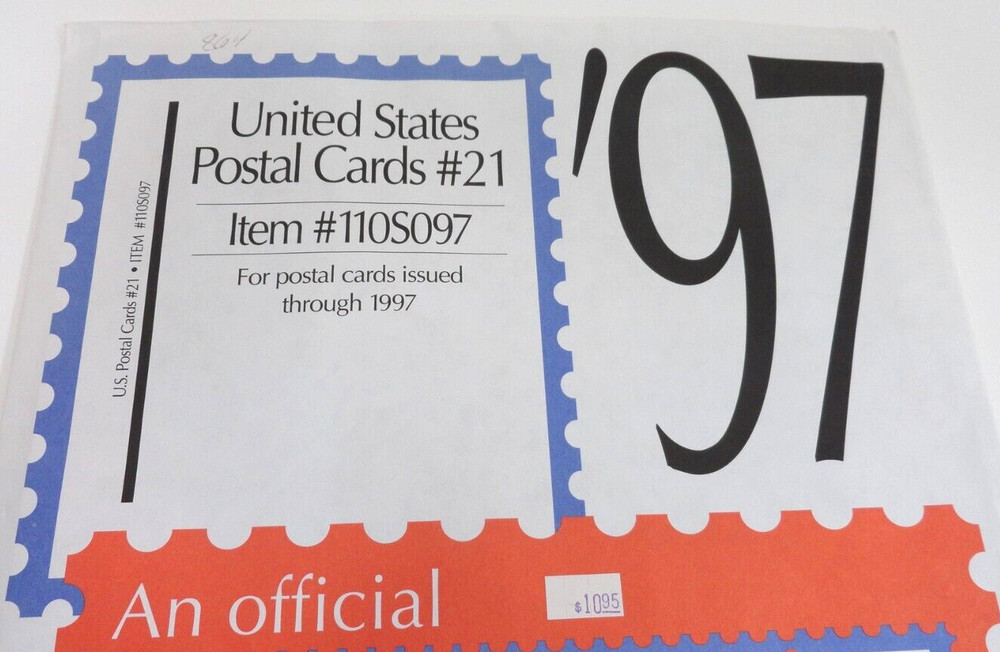 864
United States
Postal Cards #21
Item #110S097
For postal cards issued
through 1997
U.S. Postal Cards #21 • ITEM #110S097
'97
An official
$1095